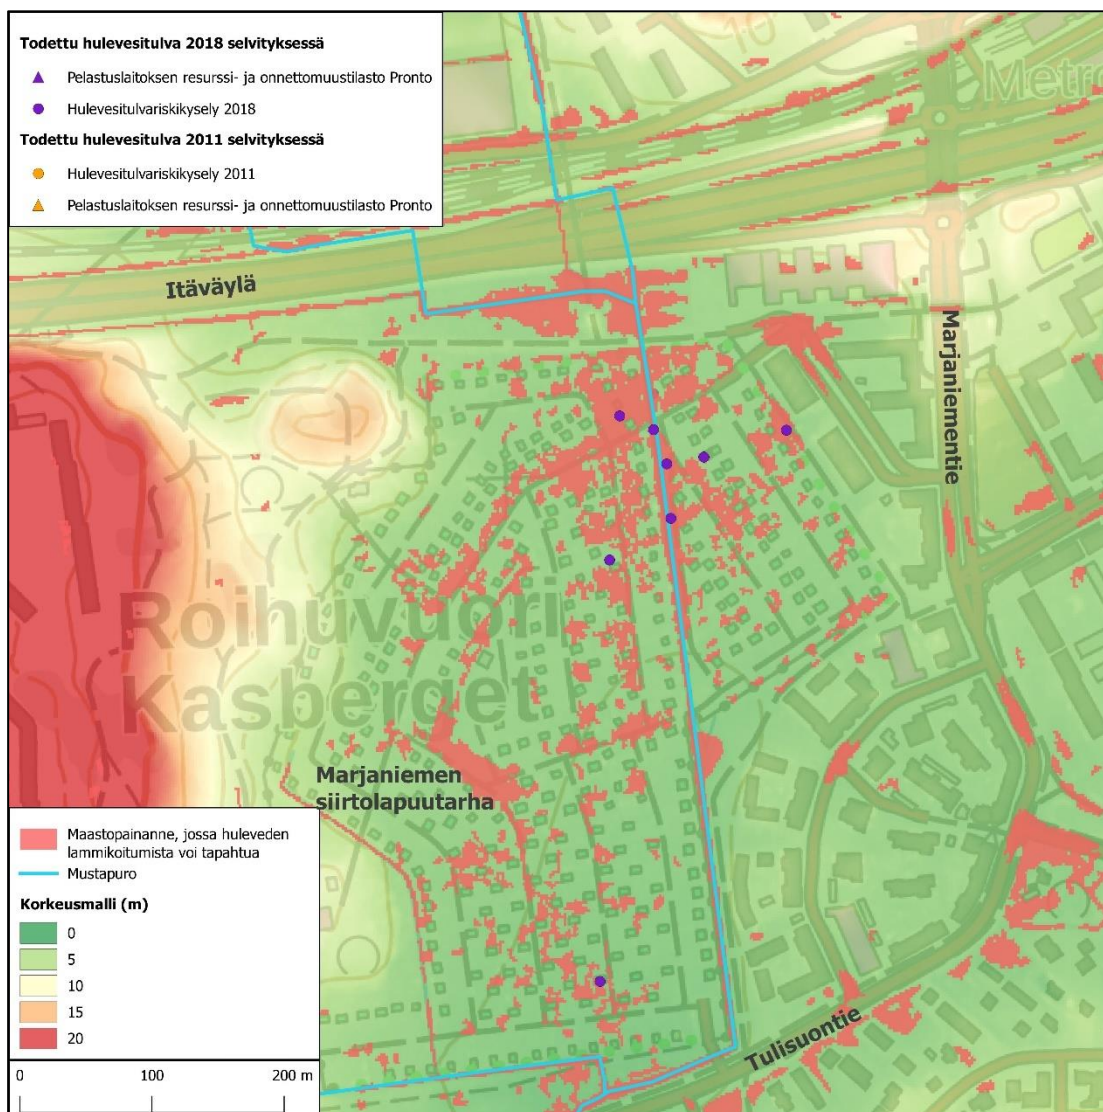 Todettu hulevesitulva 2018 selvityksessä
Pelastuslaitoksen resurssi- ja onnettomuustilasto Pronto
Hulevesitulvariskikysely 2018
Todettu hulevesitulva 2011 selvityksessä
Hulevesitulvariskikysely 2011
Pelastuslaitoksen resurssi- ja onnettomuustilasto Pronto
Metro
Itäväylä
Marjaniementie
Roihuvuori
Kasberget
Marjaniemen
siirtolapuutarha
Tulisuontie
Maastopainanne, jossa huleveden
lammikoitumista voi tapahtua
Mustapuro
Korkeusmalli (m)
0
5
10
15
20
0 100 200 m